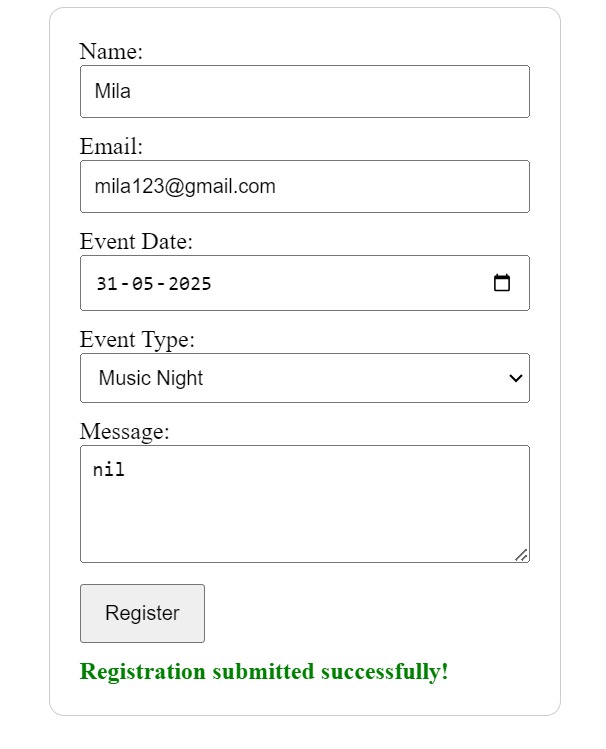 Name:
Mila
Email:
mila123@gmail.com
Event Date:
31-05-2025
Event Type:
Music Night
Message:
nil
Register
Registration submitted successfully!